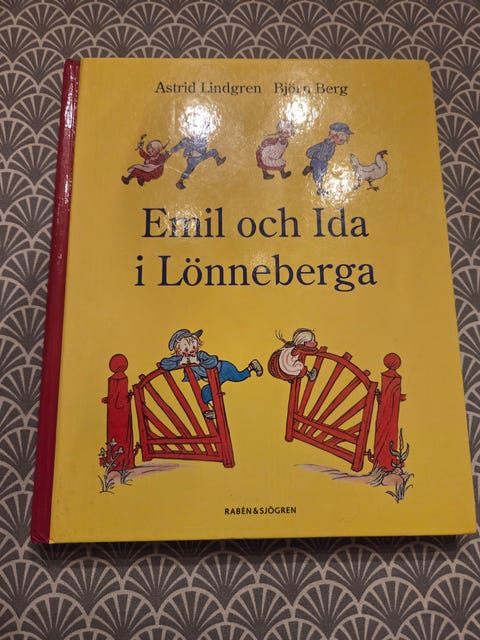 Astrid Lindgren Björn Berg
Emil och Ida
i Lönneberga
RABÉN&SJÖGREN